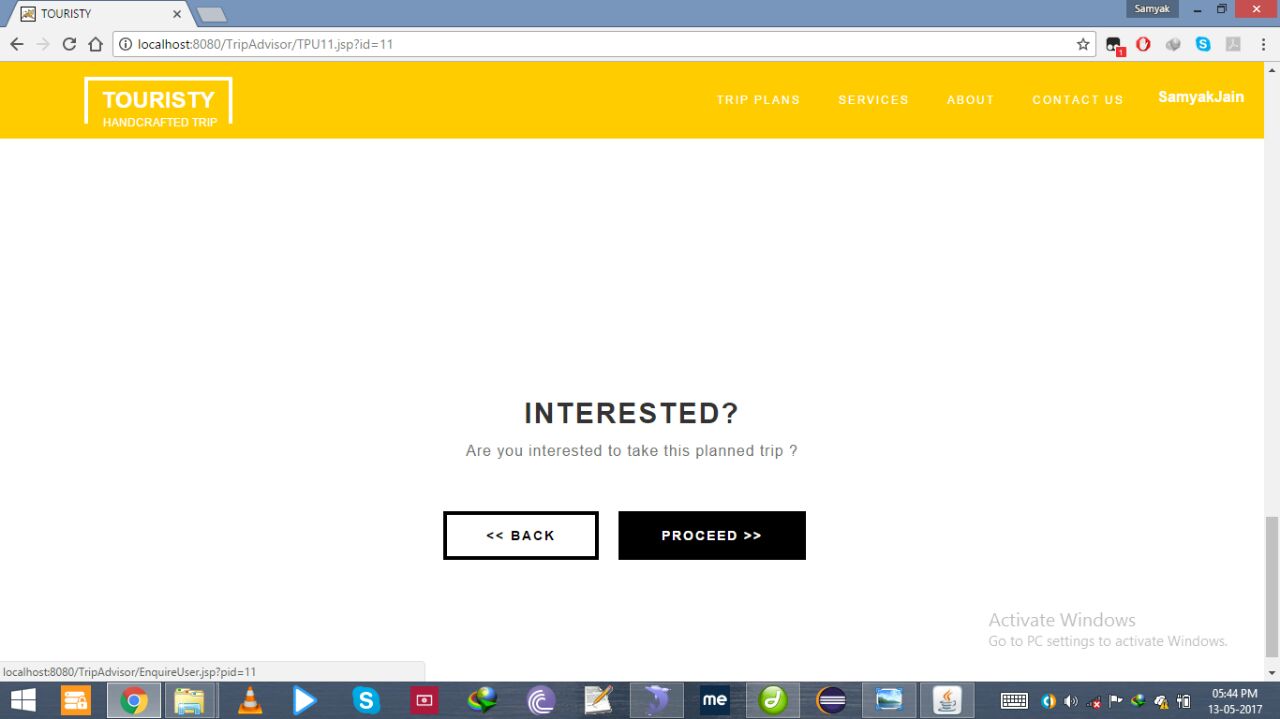 TOURISTY
Samyak
localhost:8080/TripAdvisor/TPU11.jsp?id=11
1
TOURISTY
HANDCRAFTED TRIP
TRIP PLANS SERVICES ABOUT CONTACT US SamyakJain
INTERESTED?
Are you interested to take this planned trip ?
<< BACK PROCEED >>
Activate Windows
Go to PC settings to activate Windows.
localhost:8080/TripAdvisor/EnquireUser.jsp?pid=11
me
05:44 PM
13-05-2017